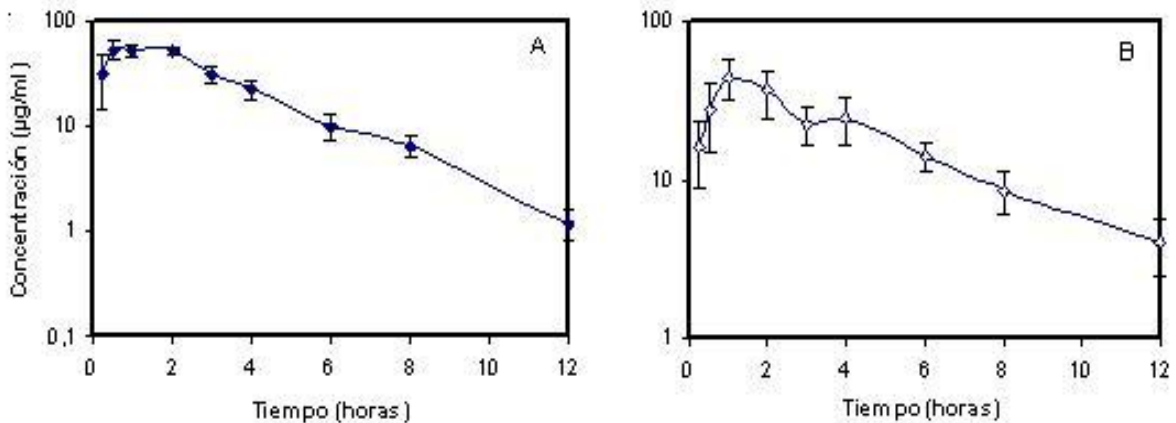 Concentración (µg/ml)
100
10
1
0,1
0 2 4 6 8 10 12
Tiempo (horas)
A
100
10
1
0 2 4 6 8 10 12
Tiempo (horas)
B